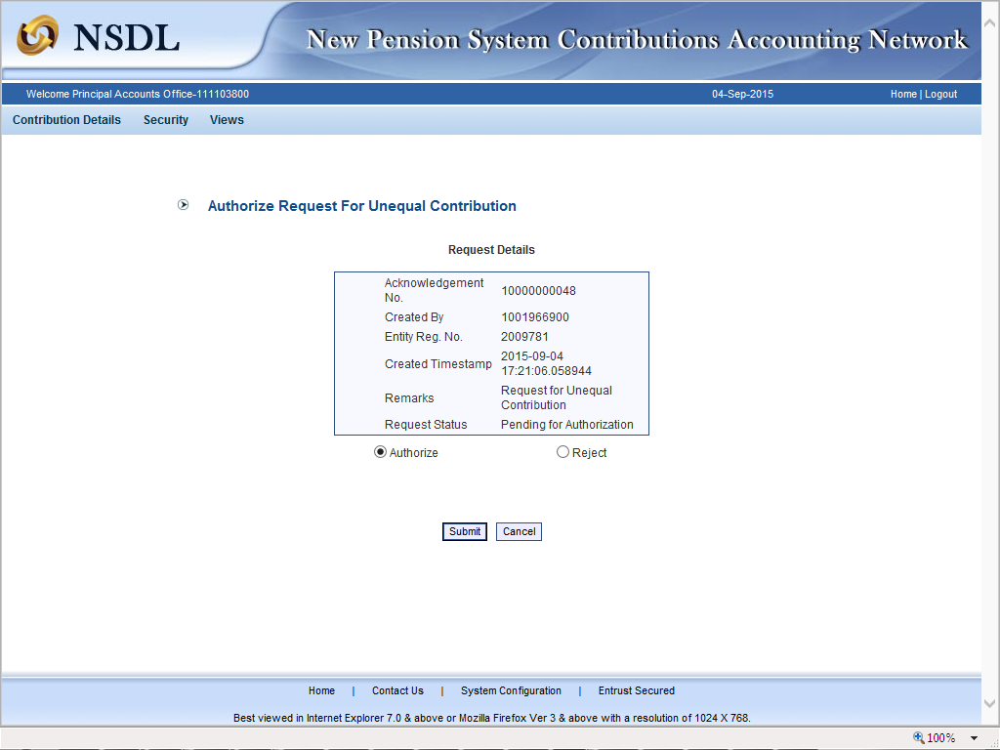 NSDL
New Pension System Contributions Accounting Network
Welcome Principal Accounts Office-111103800 04-Sep-2015 Home | Logout
Contribution Details Security Views
Authorize Request For Unequal Contribution
Request Details
Acknowledgement
No. 10000000048
Created By 1001966900
Entity Reg. No. 2009781
Created Timestamp 2015-09-04
17:21:06.058944
Remarks Request for Unequal
Contribution
Request Status Pending for Authorization
Authorize Reject
Submit Cancel
Home | Contact Us | System Configuration | Entrust Secured
Best viewed in Internet Explorer 7.0 & above or Mozilla Firefox Ver 3 & above with a resolution of 1024 X 768.
100%